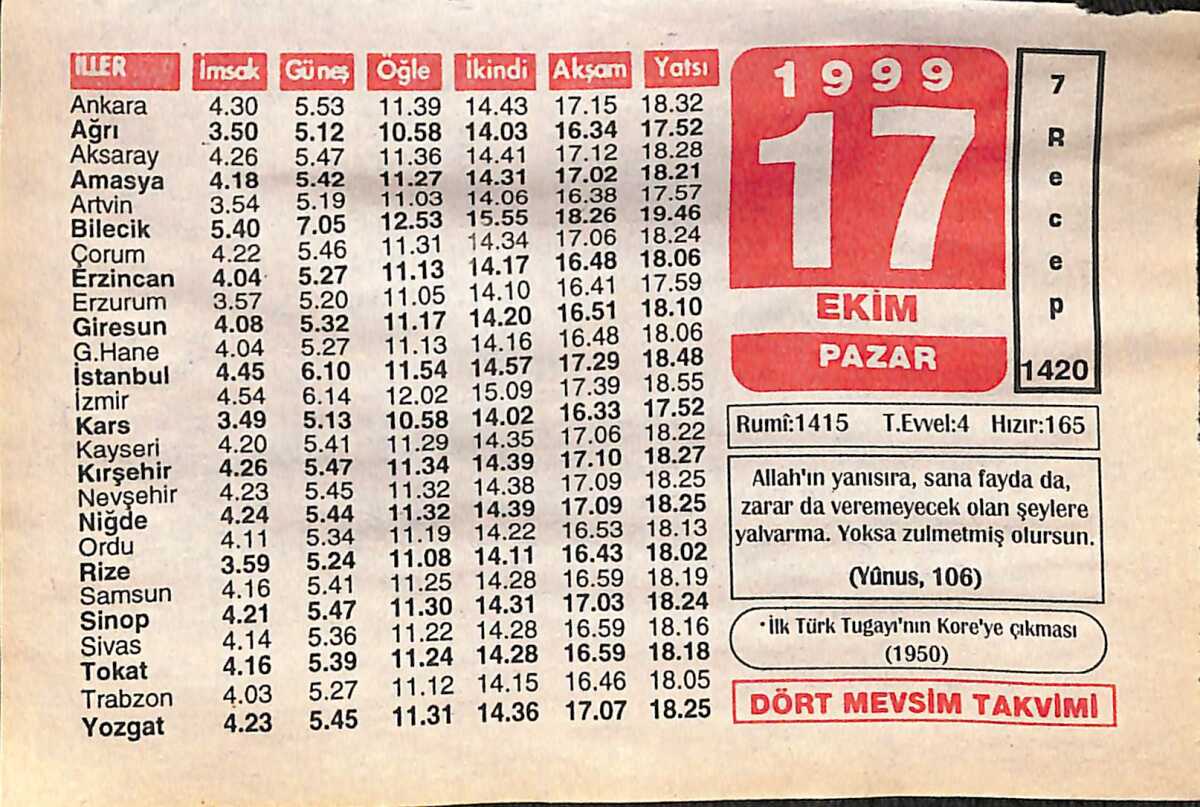 İLLER İmsak Güneş Öğle İkindi Akşam Yatsı
Ankara 4.30 5.53 11.39 14.43 17.15 18.32
Ağrı 3.50 5.12 10.58 14.03 16.34 17.52
Aksaray 4.26 5.47 11.36 14.41 17.12 18.28
Amasya 4.18 5.42 11.27 14.31 17.02 18.21
Artvin 3.54 5.19 11.03 14.06 16.38 17.57
Bilecik 5.40 7.05 12.53 15.55 18.26 19.46
Çorum 4.22 5.46 11.31 14.34 17.06 18.24
Erzincan 4.04 5.27 11.13 14.17 16.48 18.06
Erzurum 3.57 5.20 11.05 14.10 16.41 17.59
Giresun 4.08 5.32 11.17 14.20 16.51 18.10
G.Hane 4.04 5.27 11.13 14.16 16.48 18.06
İstanbul 4.45 6.10 11.54 14.57 17.29 18.48
İzmir 4.54 6.14 12.02 15.09 17.39 18.55
Kars 3.49 5.13 10.58 14.02 16.33 17.52
Kayseri 4.20 5.41 11.29 14.35 17.06 18.22
Kırşehir 4.26 5.47 11.34 14.39 17.10 18.27
Nevşehir 4.23 5.45 11.32 14.38 17.09 18.25
Niğde 4.24 5.44 11.32 14.39 17.09 18.25
Ordu 4.11 5.34 11.19 14.22 16.53 18.13
Rize 3.59 5.24 11.08 14.11 16.43 18.02
Samsun 4.16 5.41 11.25 14.28 16.59 18.19
Sinop 4.21 5.47 11.30 14.31 17.03 18.24
Sivas 4.14 5.36 11.22 14.28 16.59 18.16
Tokat 4.16 5.39 11.24 14.28 16.59 18.18
Trabzon 4.03 5.27 11.12 14.15 16.46 18.05
Yozgat 4.23 5.45 11.31 14.36 17.07 18.25
1999
17
EKİM
PAZAR
7
Recep
1420
Rumî:1415 T.Evvel:4 Hızır:165
Allah'ın yanısıra, sana fayda da,
zarar da veremeyecek olan şeylere
yalvarma. Yoksa zulmetmiş olursun.
(Yûnus, 106)
·İlk Türk Tugayı'nın Kore'ye çıkması
(1950)
DÖRT MEVSİM TAKVİMİ